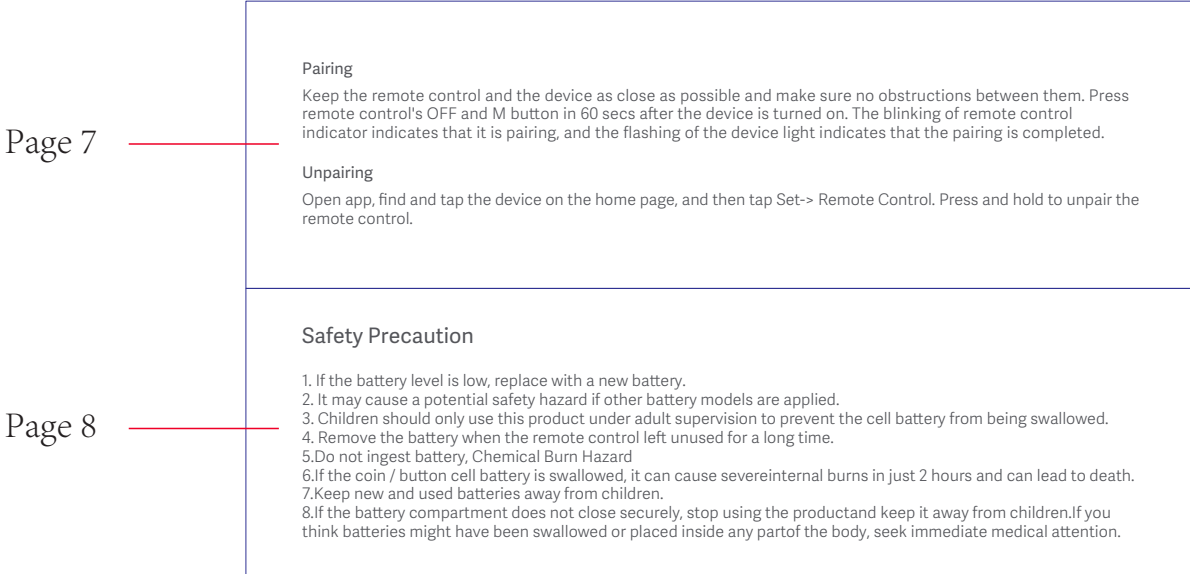 Page 7
Pairing
Keep the remote control and the device as close as possible and make sure no obstructions between them. Press
remote control's OFF and M button in 60 secs after the device is turned on. The blinking of remote control
indicator indicates that it is pairing, and the flashing of the device light indicates that the pairing is completed.
Unpairing
Open app, find and tap the device on the home page, and then tap Set-> Remote Control. Press and hold to unpair the
remote control.
Page 8
Safety Precaution
1. If the battery level is low, replace with a new battery.
2. It may cause a potential safety hazard if other battery models are applied.
3. Children should only use this product under adult supervision to prevent the cell battery from being swallowed.
4. Remove the battery when the remote control left unused for a long time.
5.Do not ingest battery, Chemical Burn Hazard
6.If the coin / button cell battery is swallowed, it can cause severeinternal burns in just 2 hours and can lead to death.
7.Keep new and used batteries away from children.
8.If the battery compartment does not close securely, stop using the productand keep it away from children.If you
think batteries might have been swallowed or placed inside any partof the body, seek immediate medical attention.